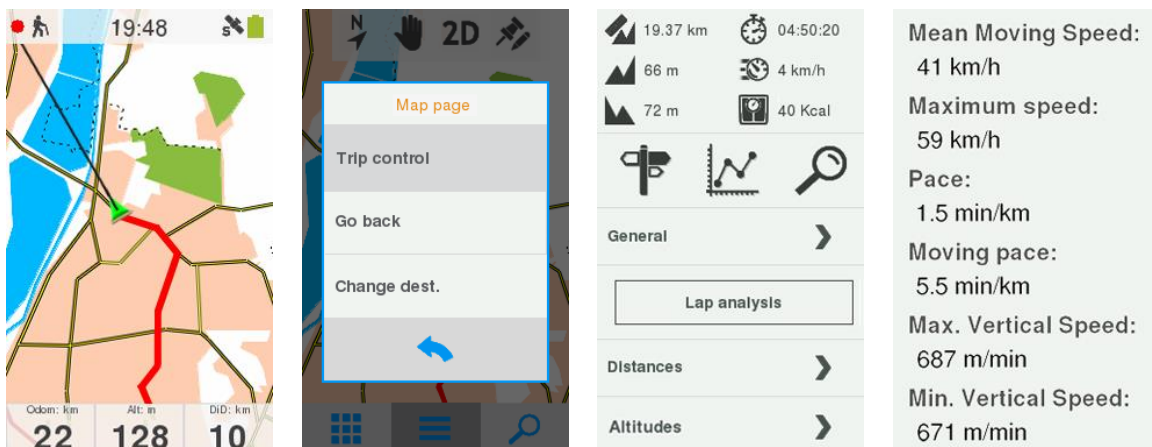 19:48
S
Odom: km
Alt: m
DiD: km
22
128
10
N
2D
Map page
Trip control
Go back
Change dest.
19.37 km
04:50:20
66 m
4 km/h
72 m
40 Kcal
General
Lap analysis
Distances
Altitudes
Mean Moving Speed:
41 km/h
Maximum speed:
59 km/h
Pace:
1.5 min/km
Moving pace:
5.5 min/km
Max. Vertical Speed:
687 m/min
Min. Vertical Speed:
671 m/min